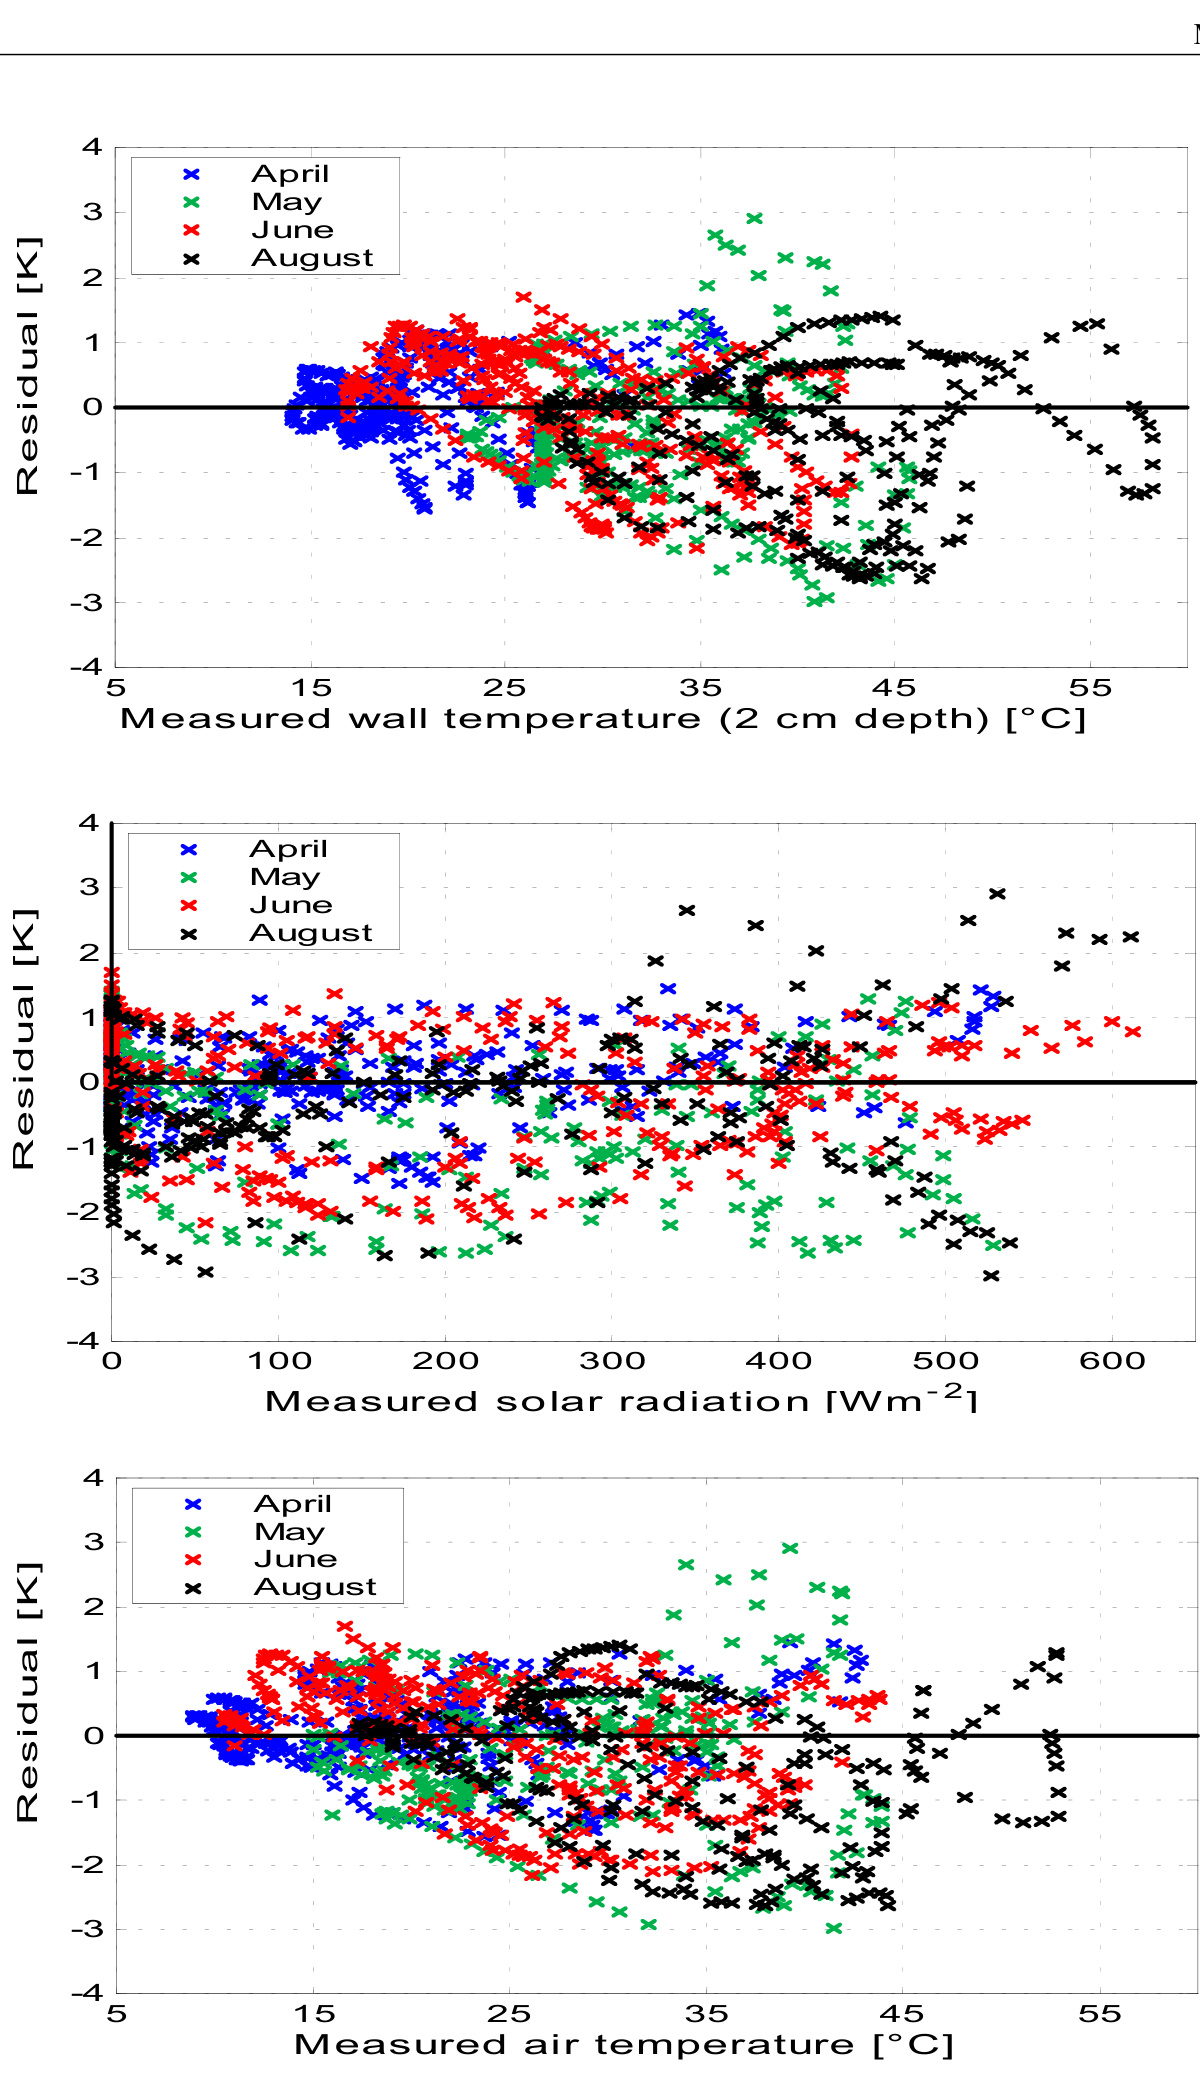 4
3
2
1
0
-1
-2
-3
-4
Residual [K]
April
May
June
August
5 15 25 35 45 55
Measured wall temperature (2 cm depth) [°C]
4
3
2
1
0
-1
-2
-3
-4
Residual [K]
April
May
June
August
0 100 200 300 400 500 600
Measured solar radiation [Wm-2]
4
3
2
1
0
-1
-2
-3
-4
Residual [K]
April
May
June
August
5 15 25 35 45 55
Measured air temperature [°C]